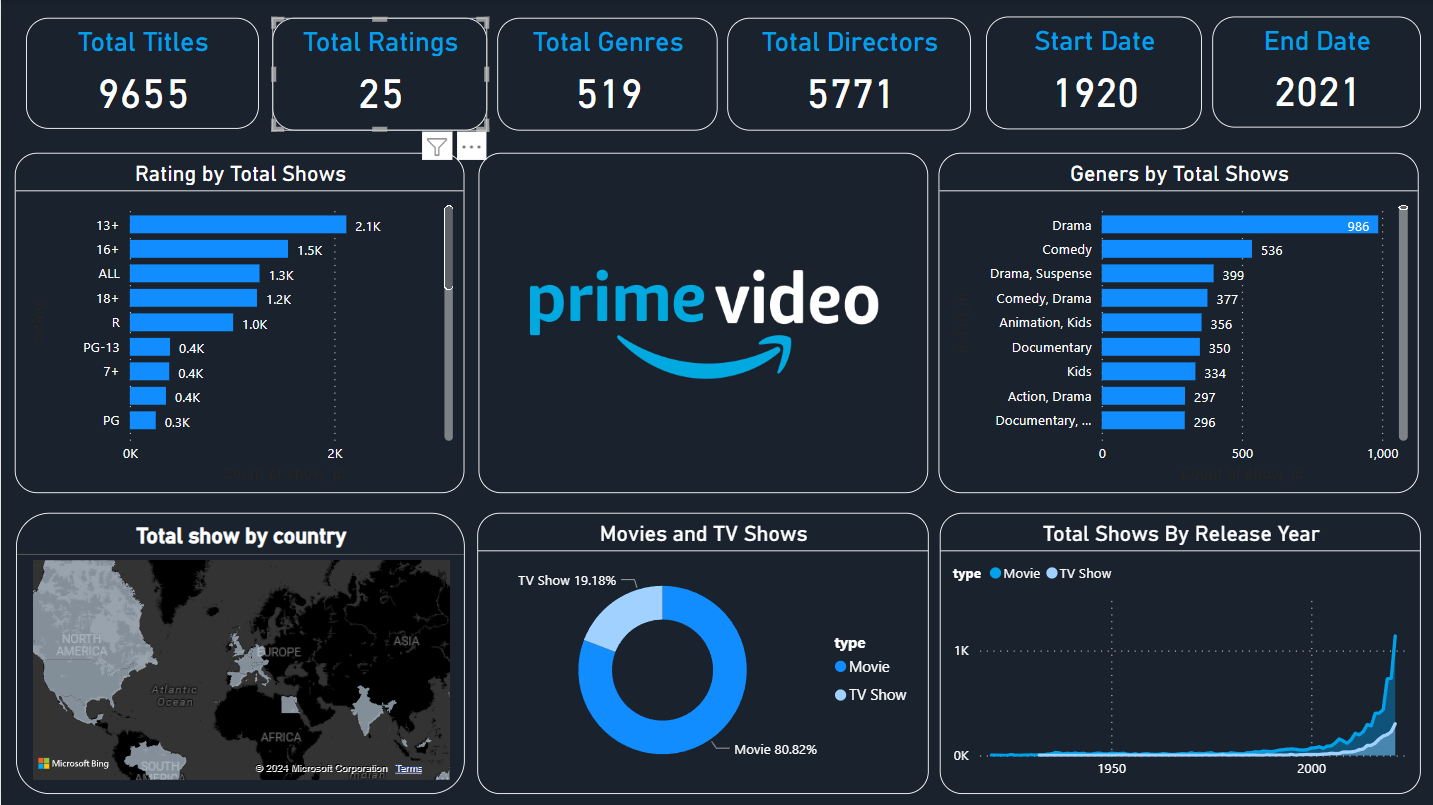 Total Titles
9655
Total Ratings
25
Total Genres
519
Total Directors
5771
Start Date
1920
End Date
2021
Rating by Total Shows
13+ 2.1K
16+ 1.5K
ALL 1.3K
18+ 1.2K
R 1.0K
PG-13 0.4K
7+ 0.4K
0.4K
PG 0.3K
0K 2K
prime video
Geners by Total Shows
Drama 986
Comedy 536
Drama, Suspense 399
Comedy, Drama 377
Animation, Kids 356
Documentary 350
Kids 334
Action, Drama 297
Documentary, ... 296
0 500 1,000
Total show by country
NORTH
AMERICA
EUROPE
ASIA
Atlantic
Ocean
AFRICA
SOUTH
AMERICA
Indian
Microsoft Bing
© 2024 Microsoft Corporation Terms
Movies and TV Shows
TV Show 19.18%
Movie 80.82%
type
Movie
TV Show
Total Shows By Release Year
type Movie TV Show
1K
0K
1950 2000